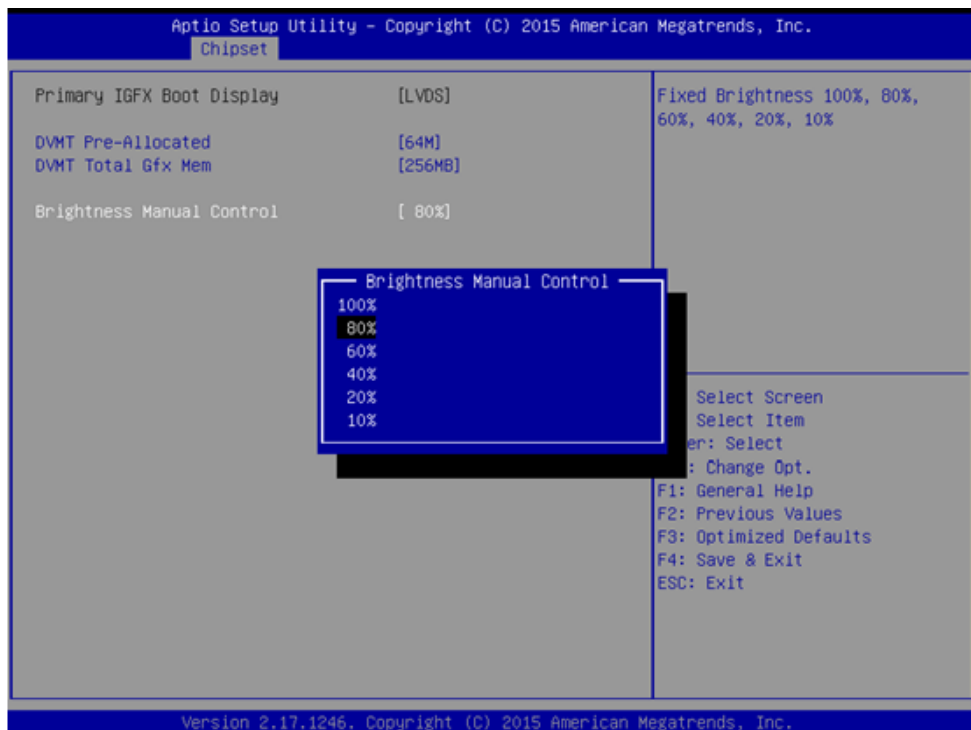 Aptio Setup Utility – Copyright (C) 2015 American Megatrends, Inc.
Chipset
Primary IGFX Boot Display [LVDS]
DVMT Pre-Allocated [64M]
DVMT Total Gfx Mem [256MB]
Brightness Manual Control [ 80%]
Fixed Brightness 100%, 80%,
60%, 40%, 20%, 10%
Brightness Manual Control
100%
80%
60%
40%
20%
10%
Select Screen
Select Item
er: Select
: Change Opt.
F1: General Help
F2: Previous Values
F3: Optimized Defaults
F4: Save & Exit
ESC: Exit
Version 2.17.1246. Copyright (C) 2015 American Megatrends, Inc.